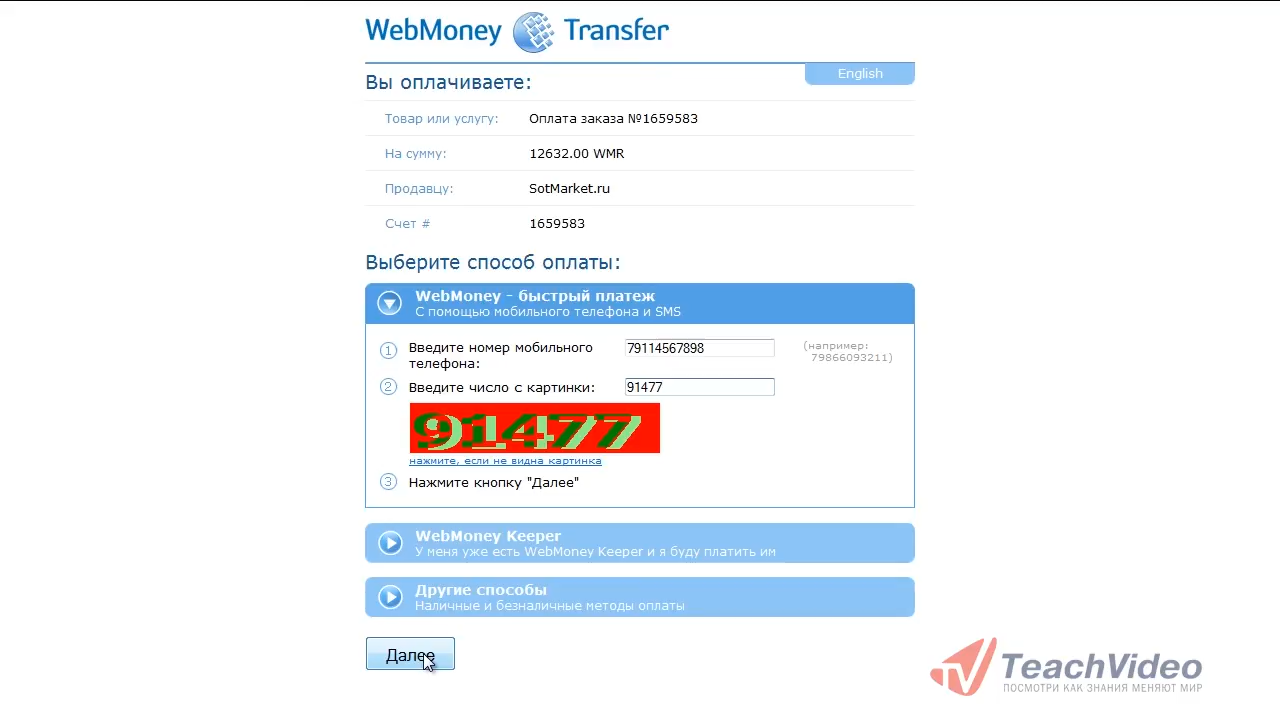 WebMoney Transfer
English
Вы оплачиваете:
Товар или услугу: Оплата заказа №1659583
На сумму: 12632.00 WMR
Продавцу: SotMarket.ru
Счет # 1659583
Выберите способ оплаты:
WebMoney - быстрый платеж
С помощью мобильного телефона и SMS
1 Введите номер мобильного телефона: 79114567898 (например: 79866093211)
2 Введите число с картинки: 91477
91477
нажмите, если не видна картинка
3 Нажмите кнопку "Далее"
WebMoney Keeper
У меня уже есть WebMoney Keeper и я буду платить им
Другие способы
Наличные и безналичные методы оплаты
Далее
TV TeachVideo
ПОСМОТРИ КАК ЗНАНИЯ МЕНЯЮТ МИР